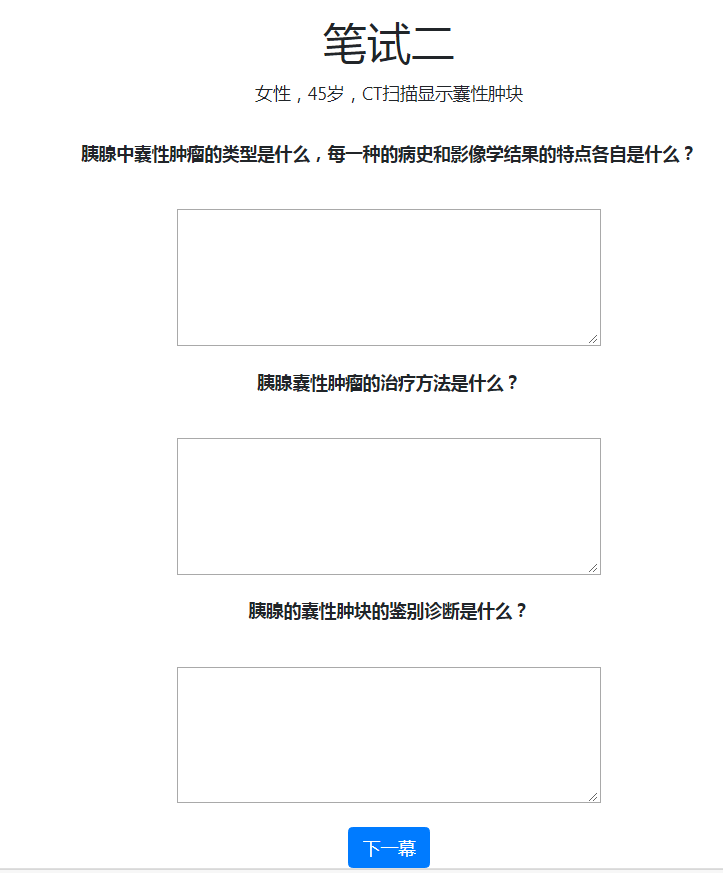 笔试二
女性，45岁，CT扫描显示囊性肿块
胰腺中囊性肿瘤的类型是什么，每一种的病史和影像学结果的特点各自是什么？
胰腺囊性肿瘤的治疗方法是什么？
胰腺的囊性肿块的鉴别诊断是什么？
下一幕